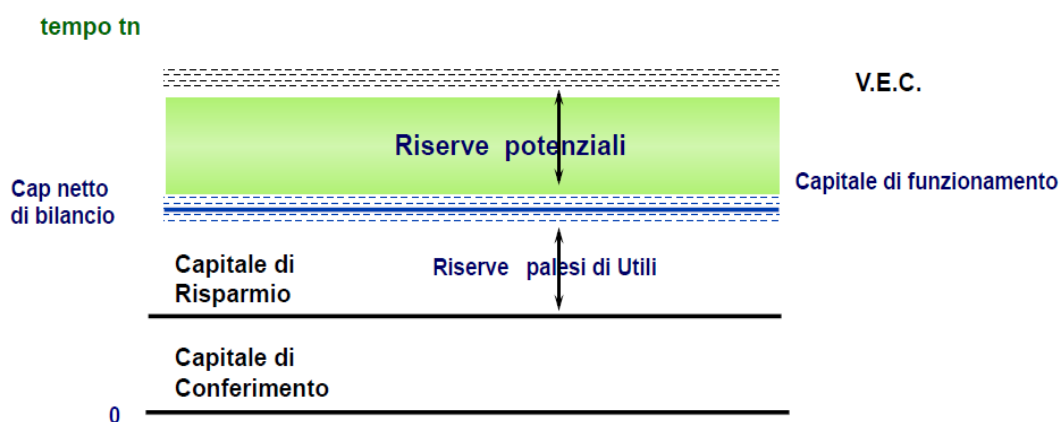 tempo tn
V.E.C.
Riserve potenziali
Cap netto
di bilancio
Capitale di funzionamento
Capitale di
Risparmio
Riserve palesi di Utili
Capitale di
Conferimento
0